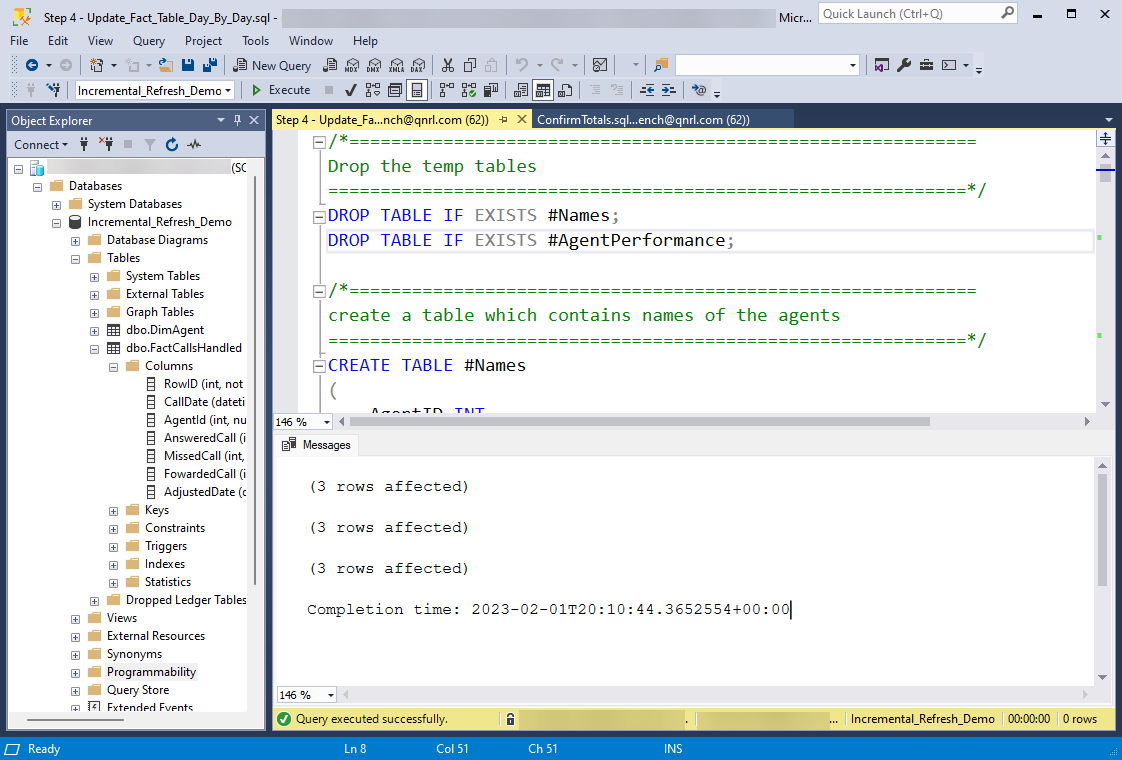 Step 4 - Update_Fact_Table_Day_By_Day.sql -
Micr...
Quick Launch (Ctrl+Q)
File Edit View Query Project Tools Window Help
New Query MDX DMX XMLA DAX
Incremental_Refresh_Demo Execute
Object Explorer
Connect
(SC
Databases
System Databases
Incremental_Refresh_Demo
Database Diagrams
Tables
System Tables
External Tables
Graph Tables
dbo.DimAgent
dbo.FactCallsHandled
Columns
RowID (int, not
CallDate (dateti
AgentId (int, nu
AnsweredCall (i
MissedCall (int,
FowardedCall (i
AdjustedDate (d
Keys
Constraints
Triggers
Indexes
Statistics
Dropped Ledger Tables
Views
External Resources
Synonyms
Programmability
Query Store
Extended Events
Step 4 - Update_Fa...nch@qnrl.com (62)) ConfirmTotals.sql...ench@qnrl.com (62))
/*============================================================
Drop the temp tables
=============================================================*/
DROP TABLE IF EXISTS #Names;
DROP TABLE IF EXISTS #AgentPerformance;
/*============================================================
create a table which contains names of the agents
=============================================================*/
CREATE TABLE #Names
(
AgentID INT
146 %
Messages
(3 rows affected)
(3 rows affected)
(3 rows affected)
Completion time: 2023-02-01T20:10:44.3652554+00:00
146 %
Query executed successfully. . ... Incremental_Refresh_Demo 00:00:00 0 rows
Ready Ln 8 Col 51 Ch 51 INS